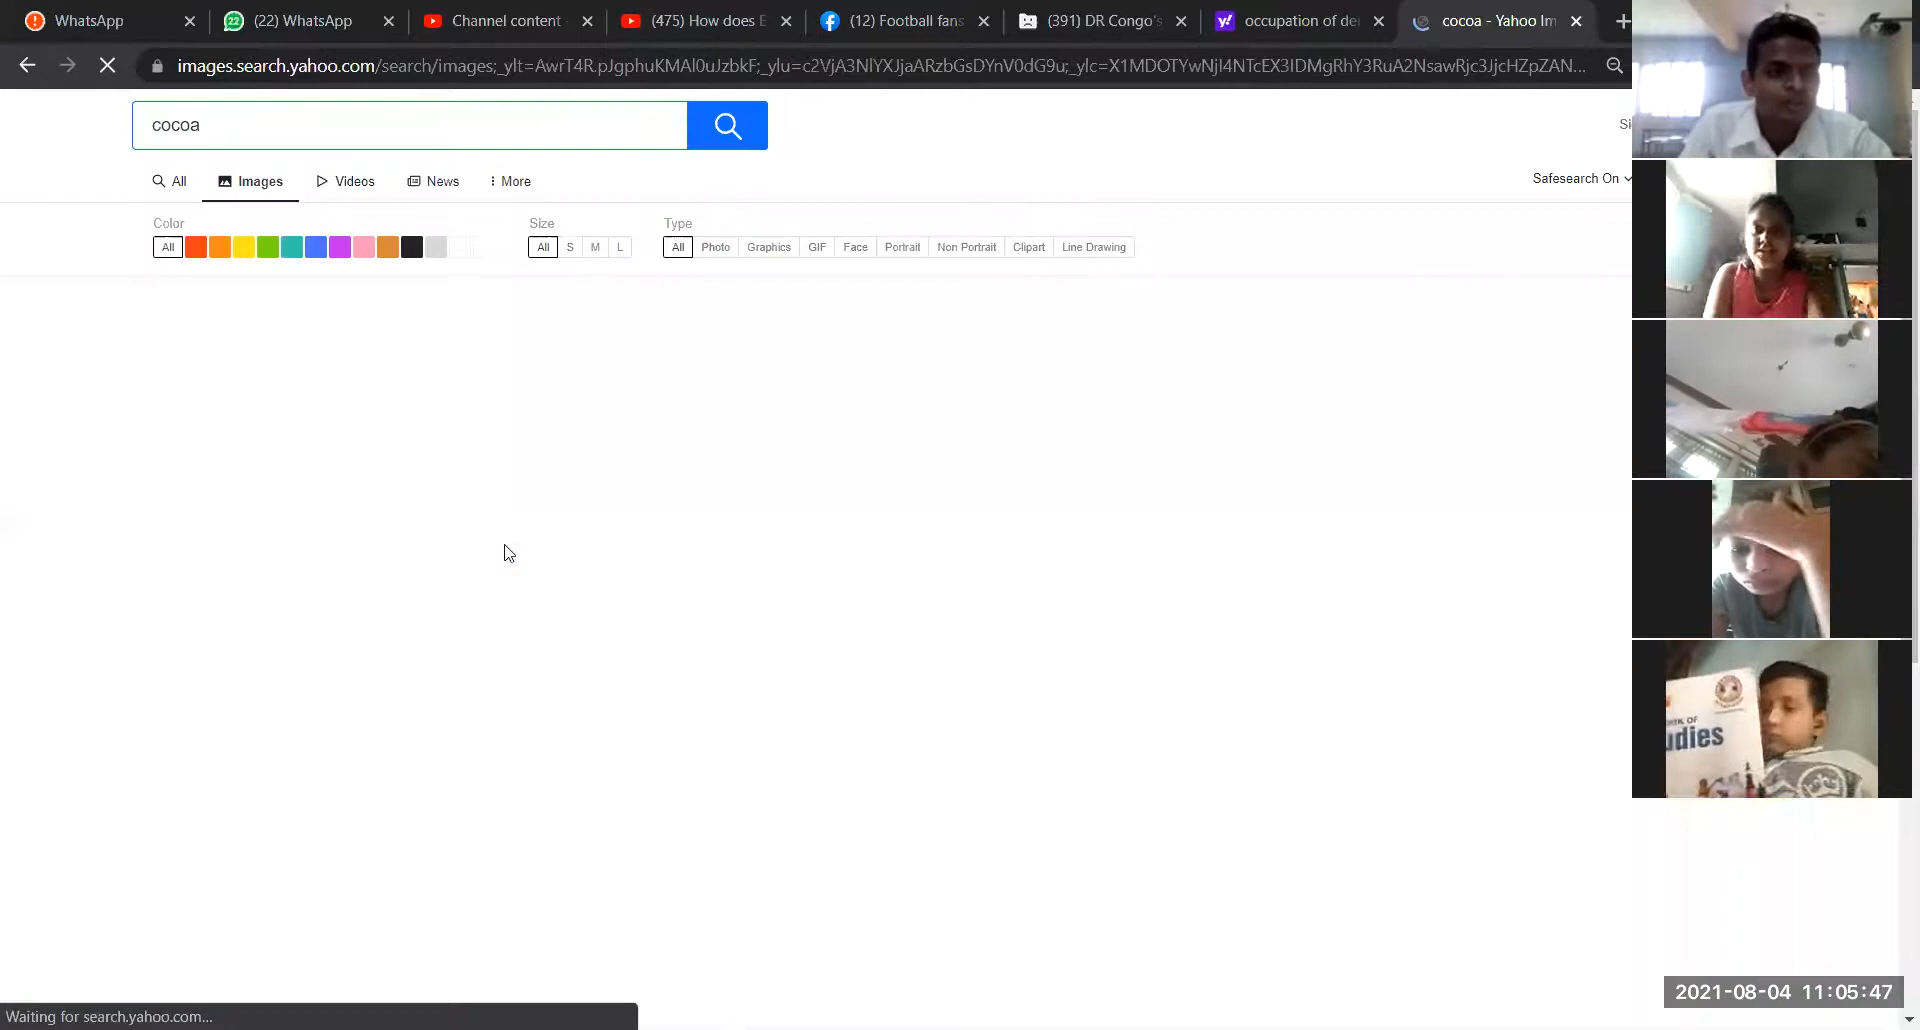 WhatsApp
22 (22) WhatsApp
Channel content
(475) How does E
(12) Football fans
(391) DR Congo's
y! occupation of de
cocoa - Yahoo Im
images.search.yahoo.com/search/images;_ylt=AwrT4R.pJgphuKMAl0uJzbkF;_ylu=c2VjA3NlYXJjaARzbGsDYnV0dG9u;_ylc=X1MDOTYwNjI4NTcEX3IDMgRhY3RuA2NsawRjc3JjcHZpZAN...
cocoa
Si
All Images Videos News More
Safesearch On
Color Size Type
All All S M L All Photo Graphics GIF Face Portrait Non Portrait Clipart Line Drawing
OF
udies
2021-08-04 11:05:47
Waiting for search.yahoo.com...